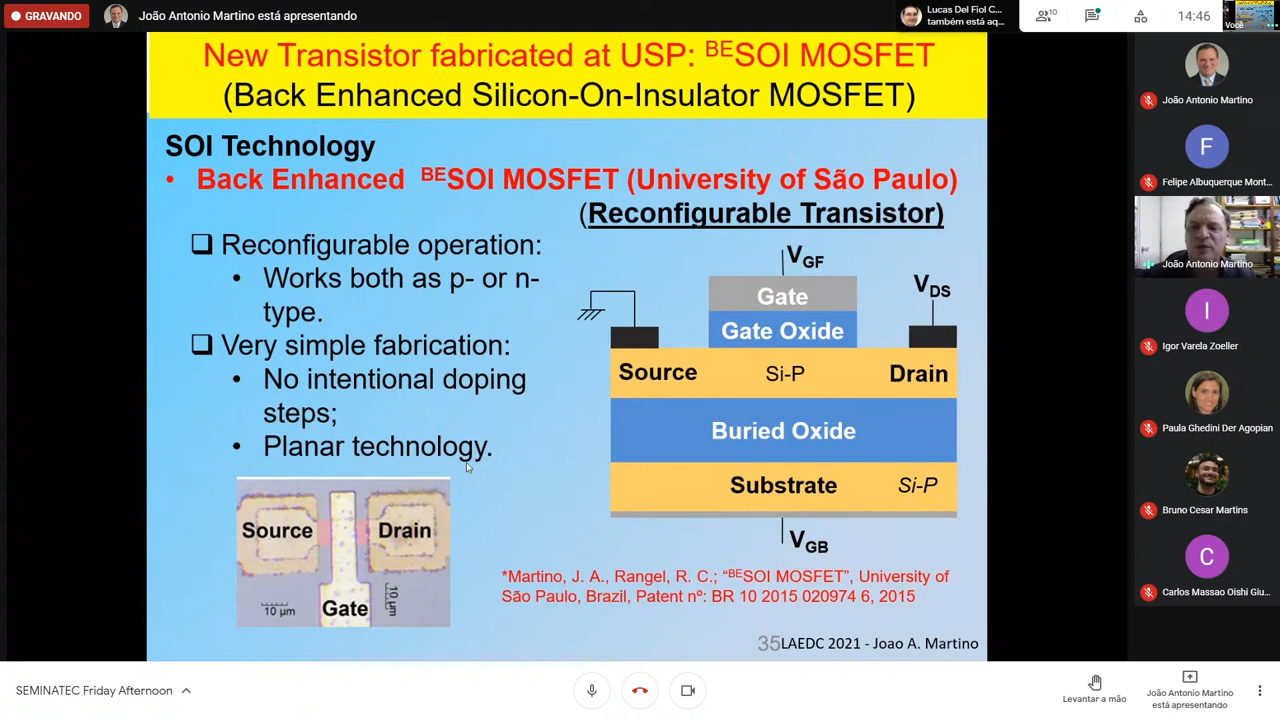 GRAVANDO
João Antonio Martino está apresentando
Lucas Del Fiol C...
também está aq...
10
14:46
Você
New Transistor fabricated at USP: BESOI MOSFET
(Back Enhanced Silicon-On-Insulator MOSFET)
SOI Technology
• Back Enhanced BESOI MOSFET (University of São Paulo)
(Reconfigurable Transistor)
❑ Reconfigurable operation:
• Works both as p- or n-
type.
❑ Very simple fabrication:
• No intentional doping
steps;
• Planar technology.
VGF
VDS
Gate
Gate Oxide
Source
Si-P
Drain
Buried Oxide
Substrate
Si-P
VGB
Source
Drain
Gate
10 μm
10 μm
*Martino, J. A., Rangel, R. C.; “BESOI MOSFET”, University of
São Paulo, Brazil, Patent nº: BR 10 2015 020974 6, 2015
35
LAEDC 2021 - Joao A. Martino
João Antonio Martino
F
Felipe Albuquerque Mont...
João Antonio Martino
I
Igor Varela Zoeller
Paula Ghedini Der Agopian
Bruno Cesar Martins
C
Carlos Massao Oishi Giu...
SEMINATEC Friday Afternoon
Levantar a mão
João Antonio Martino
está apresentando